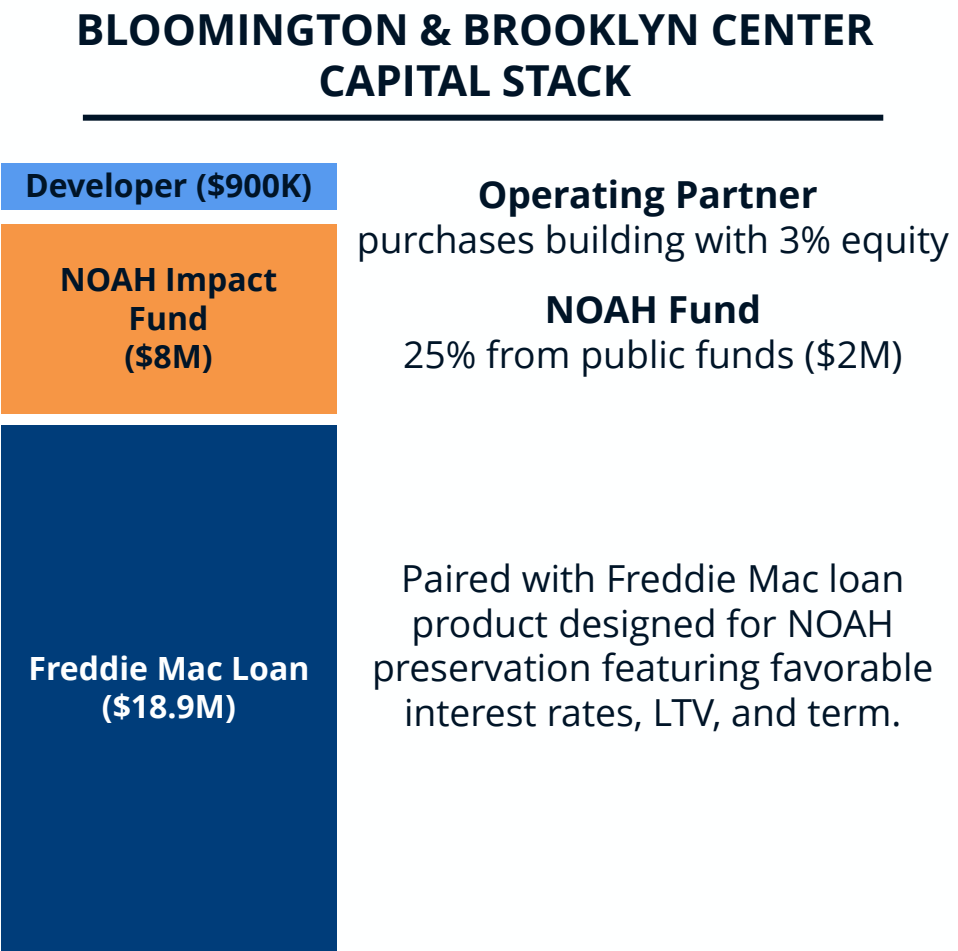 BLOOMINGTON & BROOKLYN CENTER
CAPITAL STACK
Developer ($900K)
Operating Partner
purchases building with 3% equity
NOAH Impact
Fund
($8M)
NOAH Fund
25% from public funds ($2M)
Freddie Mac Loan
($18.9M)
Paired with Freddie Mac loan
product designed for NOAH
preservation featuring favorable
interest rates, LTV, and term.